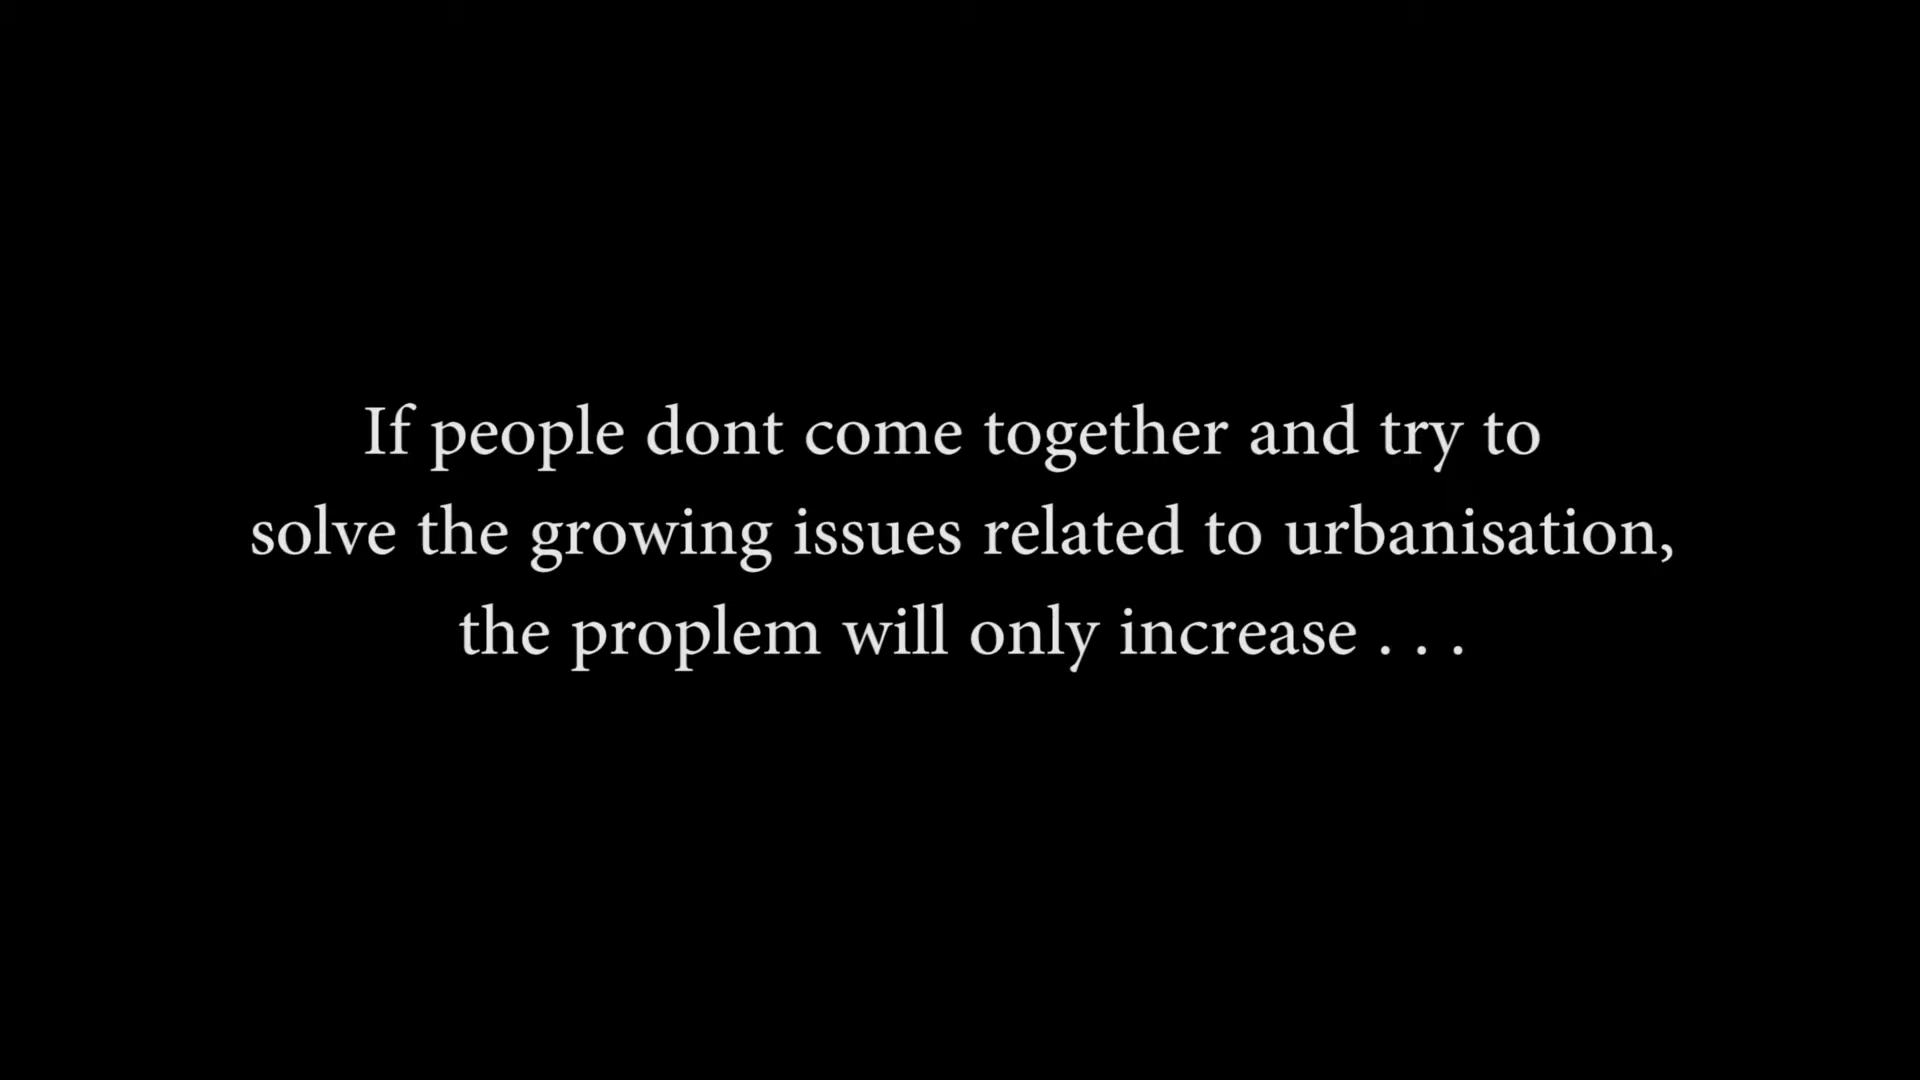 If people dont come together and try to
solve the growing issues related to urbanisation,
the proplem will only increase . . .